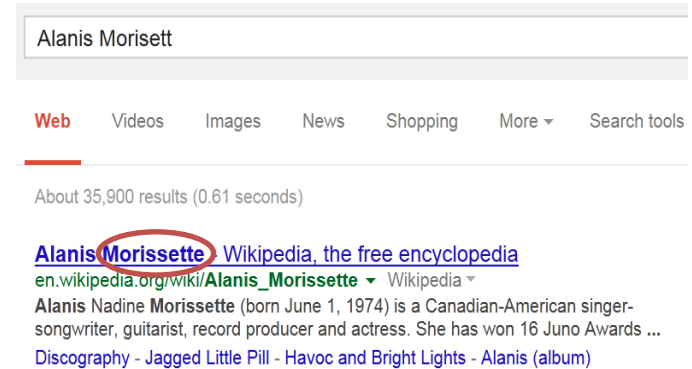 Alanis Morisett
Web Videos Images News Shopping More Search tools
About 35,900 results (0.61 seconds)
Alanis Morissette - Wikipedia, the free encyclopedia
en.wikipedia.org/wiki/Alanis_Morissette Wikipedia
Alanis Nadine Morissette (born June 1, 1974) is a Canadian-American singer-
songwriter, guitarist, record producer and actress. She has won 16 Juno Awards ...
Discography - Jagged Little Pill - Havoc and Bright Lights - Alanis (album)